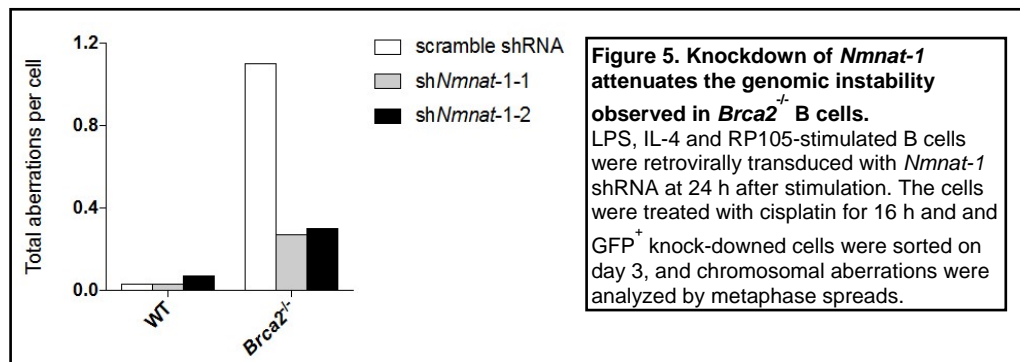 1.2
0.8
0.4
0.0
Total aberrations per cell
WT
Brca2-/-
scramble shRNA
shNmnat-1-1
shNmnat-1-2
Figure 5. Knockdown of Nmnat-1
attenuates the genomic instability
observed in Brca2-/- B cells.
LPS, IL-4 and RP105-stimulated B cells
were retrovirally transduced with Nmnat-1
shRNA at 24 h after stimulation. The cells
were treated with cisplatin for 16 h and and
GFP+ knock-downed cells were sorted on
day 3, and chromosomal aberrations were
analyzed by metaphase spreads.